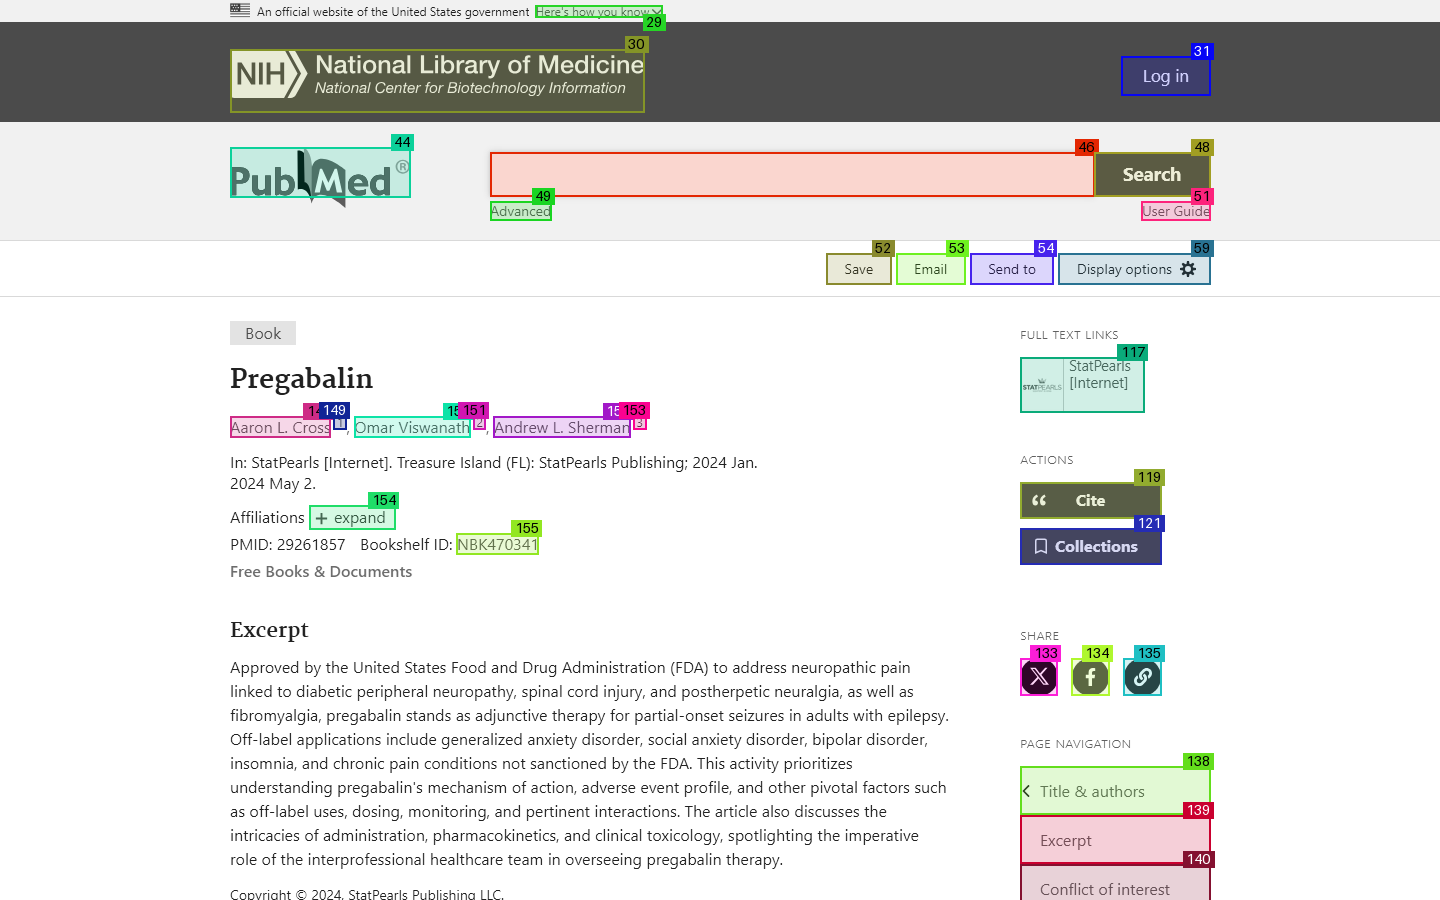 An official website of the United States government Here's how you know
29
30
NIH National Library of Medicine
National Center for Biotechnology Information
31
Log in
44
PubMed®
46
48
Search
49
Advanced
51
User Guide
52
Save
53
Email
54
Send to
59
Display options
Book
Pregabalin
149 151 153
Aaron L. Cross 1, Omar Viswanath 2, Andrew L. Sherman 3
In: StatPearls [Internet]. Treasure Island (FL): StatPearls Publishing; 2024 Jan.
2024 May 2.
154
Affiliations + expand
155
PMID: 29261857 Bookshelf ID: NBK470341
Free Books & Documents
Excerpt
Approved by the United States Food and Drug Administration (FDA) to address neuropathic pain
linked to diabetic peripheral neuropathy, spinal cord injury, and postherpetic neuralgia, as well as
fibromyalgia, pregabalin stands as adjunctive therapy for partial-onset seizures in adults with epilepsy.
Off-label applications include generalized anxiety disorder, social anxiety disorder, bipolar disorder,
insomnia, and chronic pain conditions not sanctioned by the FDA. This activity prioritizes
understanding pregabalin's mechanism of action, adverse event profile, and other pivotal factors such
as off-label uses, dosing, monitoring, and pertinent interactions. The article also discusses the
intricacies of administration, pharmacokinetics, and clinical toxicology, spotlighting the imperative
role of the interprofessional healthcare team in overseeing pregabalin therapy.
Copyright © 2024, StatPearls Publishing LLC.
FULL TEXT LINKS
117
STATPEARLS
StatPearls
[Internet]
ACTIONS
119
Cite
121
Collections
SHARE
133
134
135
PAGE NAVIGATION
138
Title & authors
139
Excerpt
140
Conflict of interest